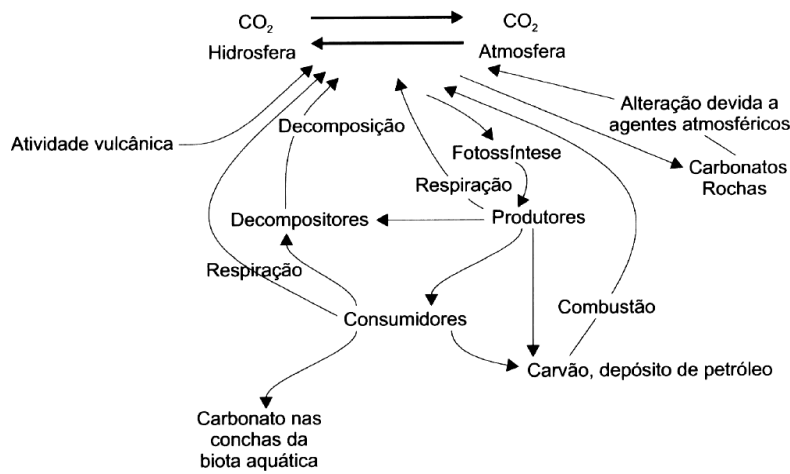 CO₂ CO₂
Hidrosfera Atmosfera
Alteração devida a
agentes atmosféricos
Decomposição
Atividade vulcânica
Fotossíntese
Carbonatos
Rochas
Respiração
Decompositores
Produtores
Respiração
Combustão
Consumidores
Carvão, depósito de petróleo
Carbonato nas
conchas da
biota aquática